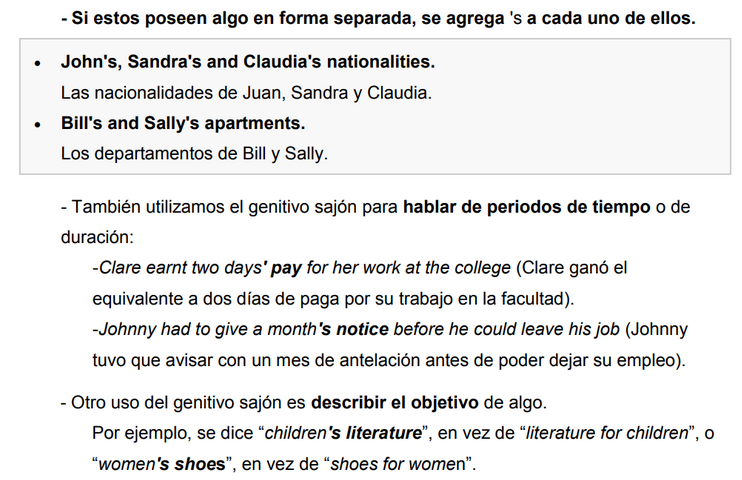 - Si estos poseen algo en forma separada, se agrega 's a cada uno de ellos.
• John's, Sandra's and Claudia's nationalities.
Las nacionalidades de Juan, Sandra y Claudia.
• Bill's and Sally's apartments.
Los departamentos de Bill y Sally.
- También utilizamos el genitivo sajón para hablar de periodos de tiempo o de
duración:
-Clare earnt two days' pay for her work at the college (Clare ganó el
equivalente a dos días de paga por su trabajo en la facultad).
-Johnny had to give a month's notice before he could leave his job (Johnny
tuvo que avisar con un mes de antelación antes de poder dejar su empleo).
- Otro uso del genitivo sajón es describir el objetivo de algo.
Por ejemplo, se dice “children's literature”, en vez de “literature for children”, o
“women's shoes”, en vez de “shoes for women”.